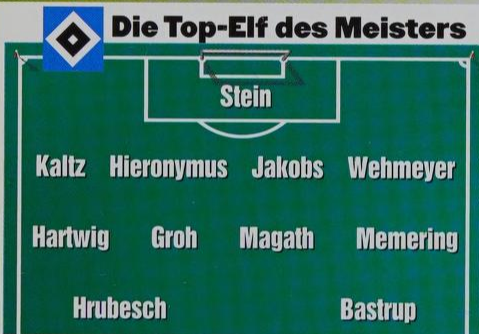 Die Top-Elf des Meisters
Stein
Kaltz Hieronymus Jakobs Wehmeyer
Hartwig Groh Magath Memering
Hrubesch Bastrup